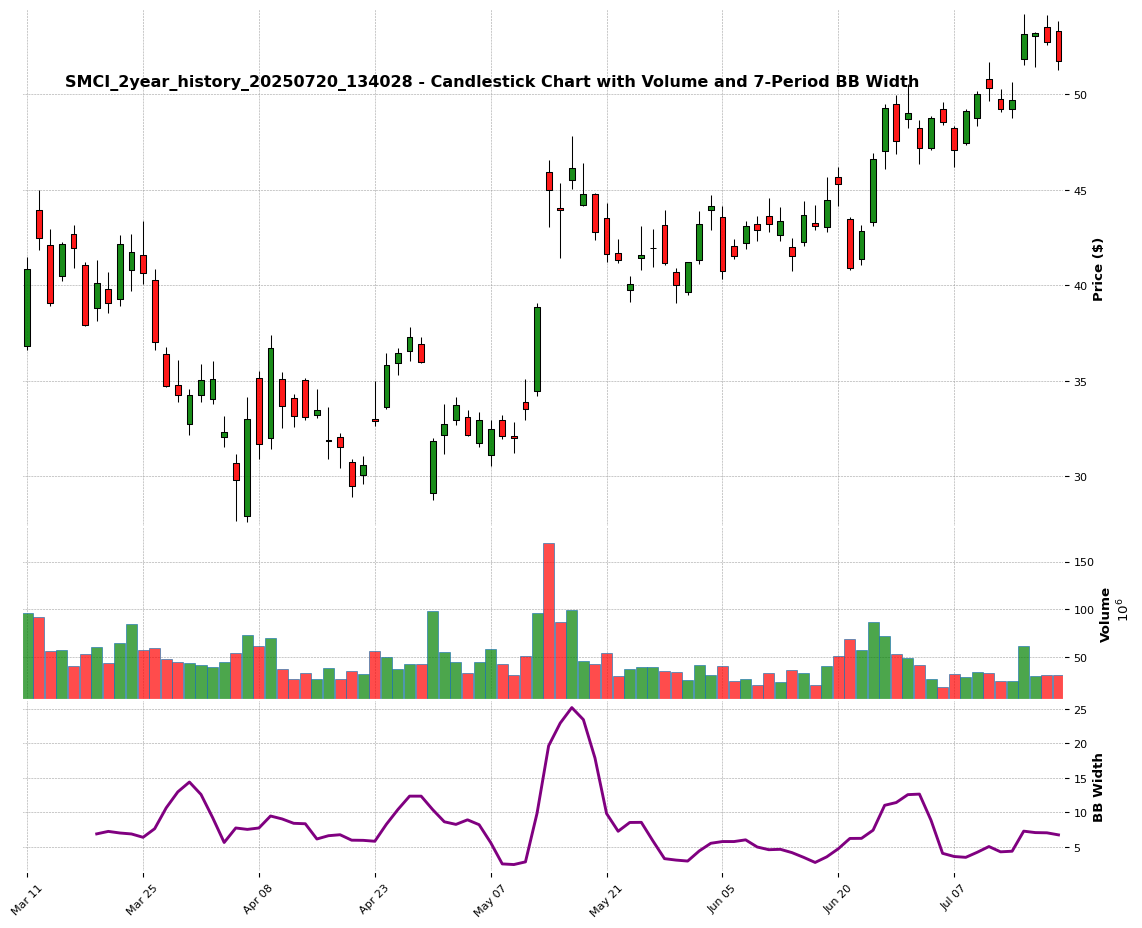 SMCI_2year_history_20250720_134028 - Candlestick Chart with Volume and 7-Period BB Width
50
45
40
35
30
Price ($)
150
100
50
Volume
10^6
25
20
15
10
5
BB Width
Mar 11
Mar 25
Apr 08
Apr 23
May 07
May 21
Jun 05
Jun 20
Jul 07